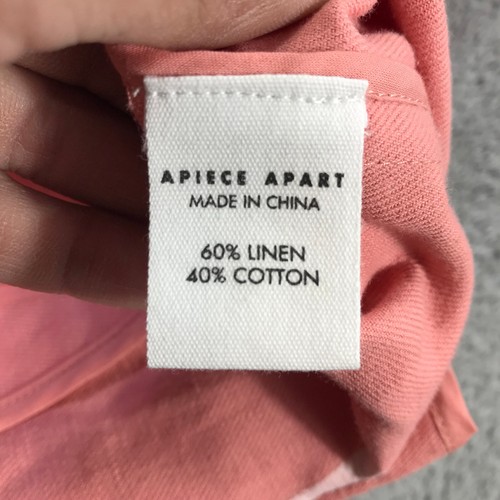 APIECE APART
MADE IN CHINA
60% LINEN
40% COTTON